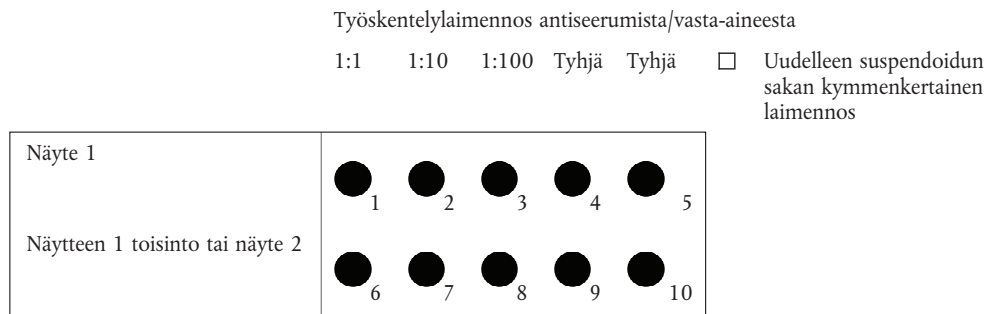 Työskentelylaimennos antiseerumista/vasta-aineesta
1:1 1:10 1:100 Tyhjä Tyhjä □ Uudelleen suspendoidun
sakan kymmenkertainen
laimennos
Näyte 1
1 2 3 4 5
Näytteen 1 toisinto tai näyte 2
6 7 8 9 10